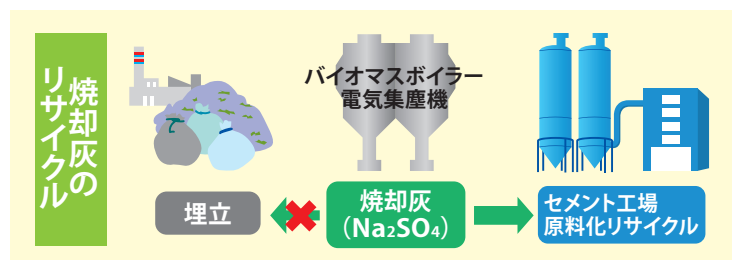 焼却灰の
リサイクル
バイオマスボイラー
電気集塵機
埋立
焼却灰
（Na₂SO₄）
セメント工場
原料化リサイクル